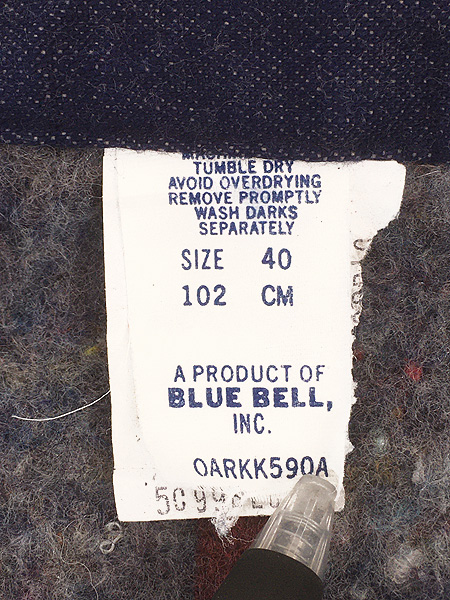 TUMBLE DRY
AVOID OVERDRYING
REMOVE PROMPTLY
WASH DARKS
SEPARATELY
SIZE 40
102 CM
A PRODUCT OF
BLUE BELL,
INC.
OARKK590A